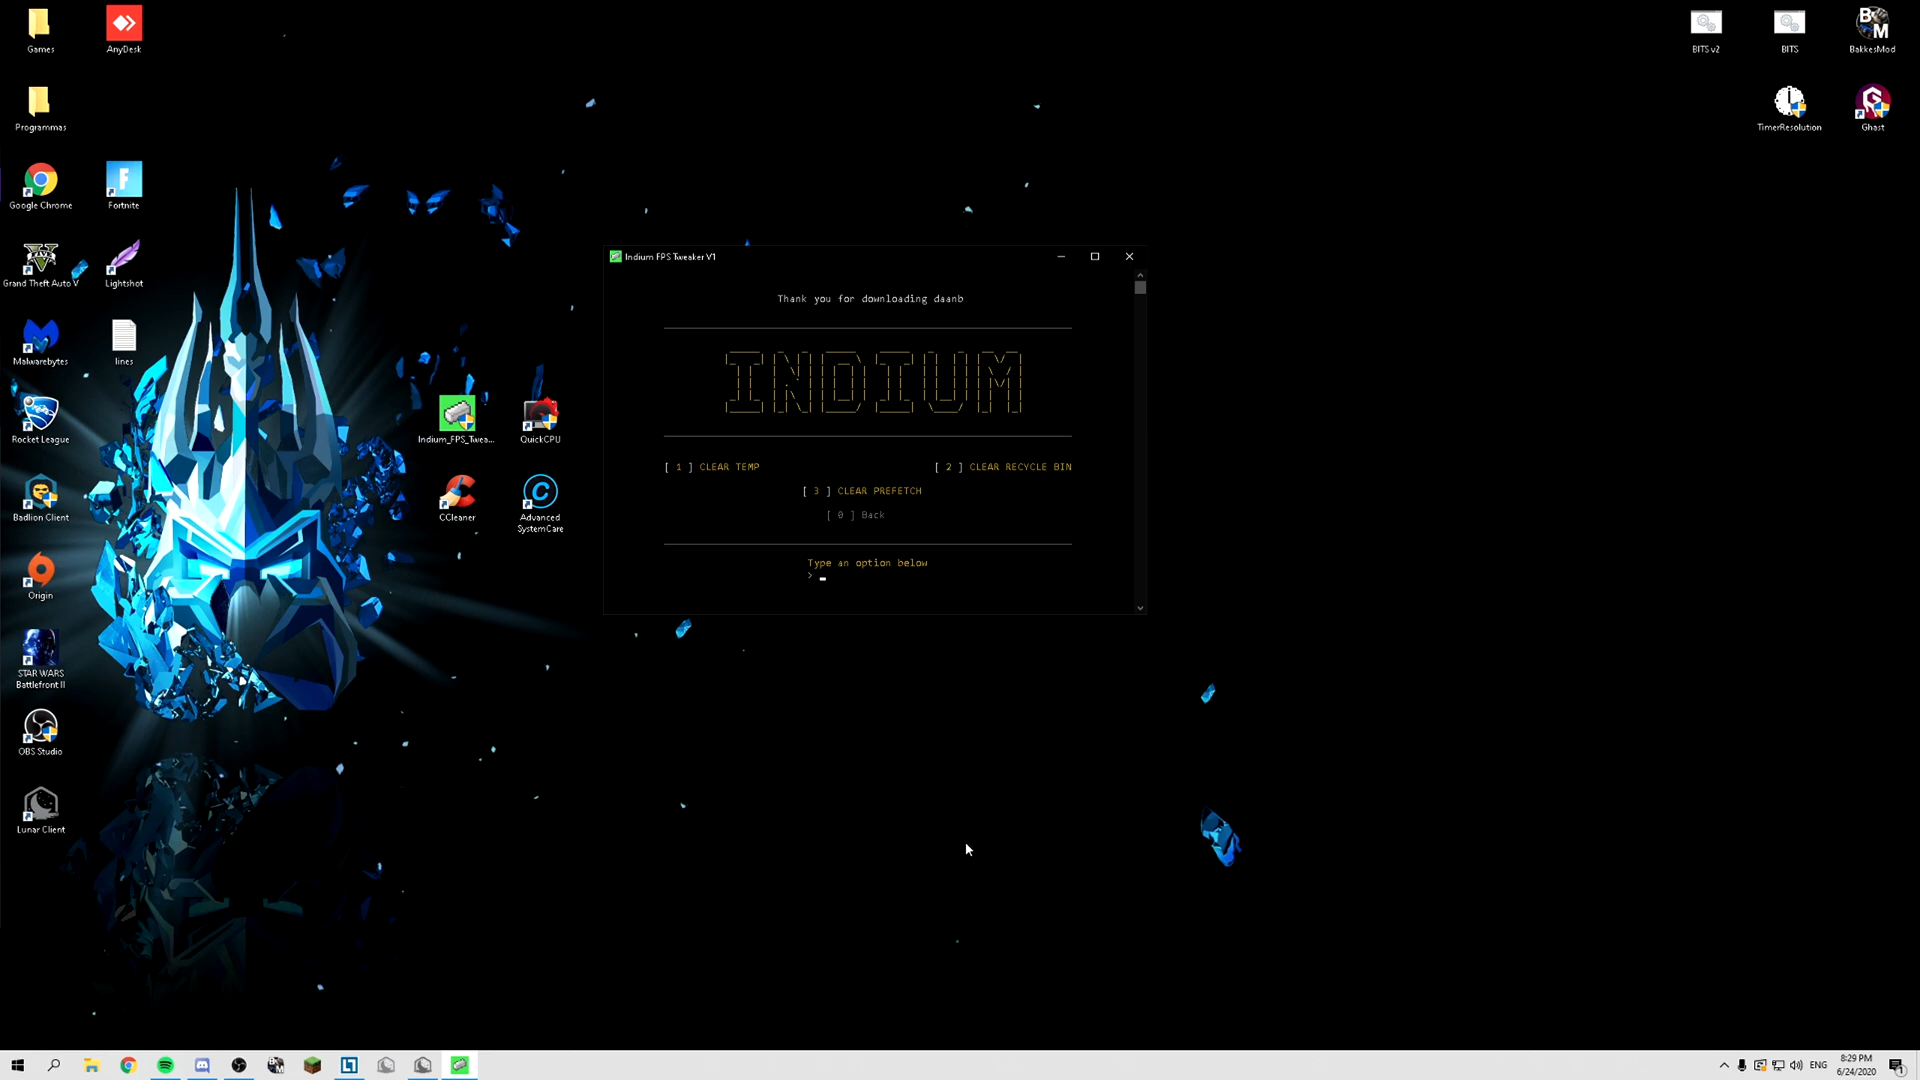 Games
AnyDesk
BITS v2
BITS
BakkesMod
Programmas
TimerResolution
Ghast
Google Chrome
Fortnite
Grand Theft Auto V
Lightshot
Malwarebytes
lines
Rocket League
Indium_FPS_Twea...
QuickCPU
Badlion Client
CCleaner
Advanced
SystemCare
Origin
STAR WARS
Battlefront II
OBS Studio
Lunar Client
Indium FPS Tweaker V1
Thank you for downloading daanb
INDIUM
[ 1 ] CLEAR TEMP
[ 2 ] CLEAR RECYCLE BIN
[ 3 ] CLEAR PREFETCH
[ 0 ] Back
Type an option below
>
ENG
8:29 PM
6/24/2020